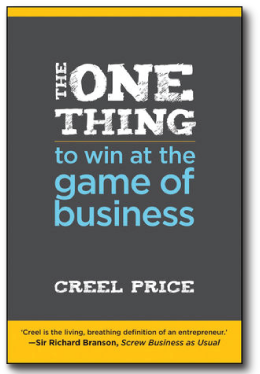 THE ONE
THING
to win at the
game of
business
CREEL PRICE
'Creel is the living, breathing definition of an entrepreneur.'
—Sir Richard Branson, Screw Business as Usual